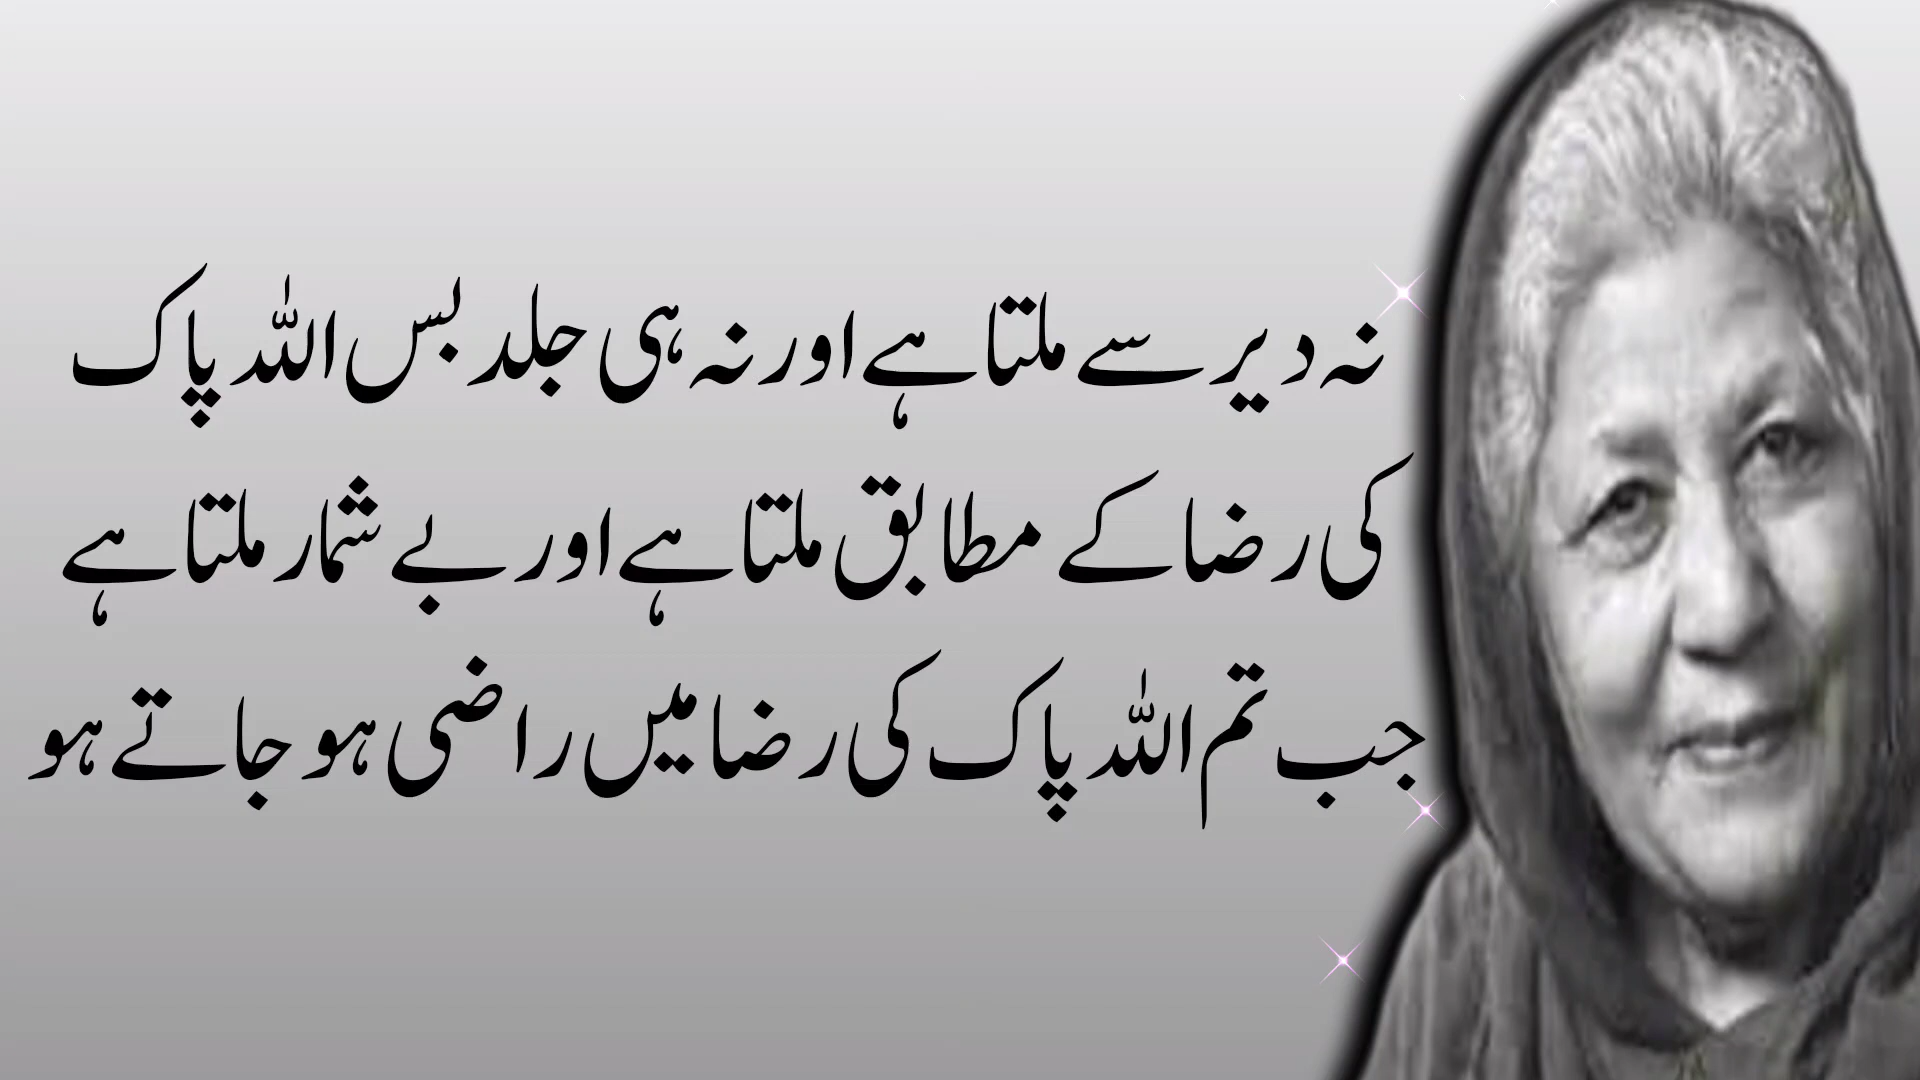 نہ دیر سے ملتا ہے اور نہ ہی جلد بس اللہ پاک
کی رضا کے مطابق ملتا ہے اور بے شمار ملتا ہے
جب تم اللہ پاک کی رضا میں راضی ہو جاتے ہو